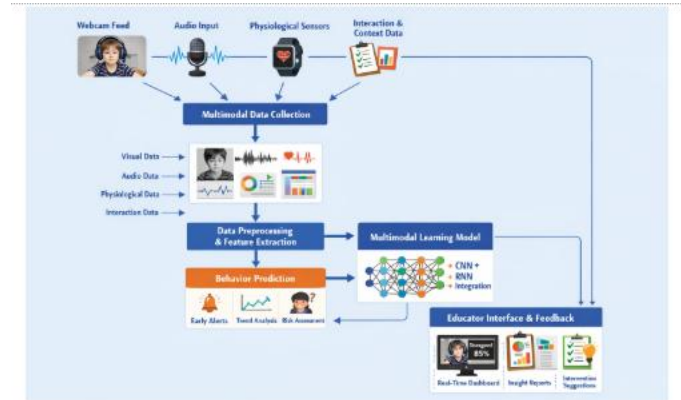 Webcam Feed
Audio Input
Physiological Sensors
Interaction &
Context Data
Multimodal Data Collection
Visual Data
Audio Data
Physiological Data
Interaction Data
Data Preprocessing
& Feature Extraction
Multimodal Learning Model
+ CNN +
+ RNN
+ Integration
Behavior Prediction
Early Alerts
Trend Analysis
Risk Assessment
Educator Interface & Feedback
85%
Real-Time Dashboard
Insight Reports
Intervention
Suggestions